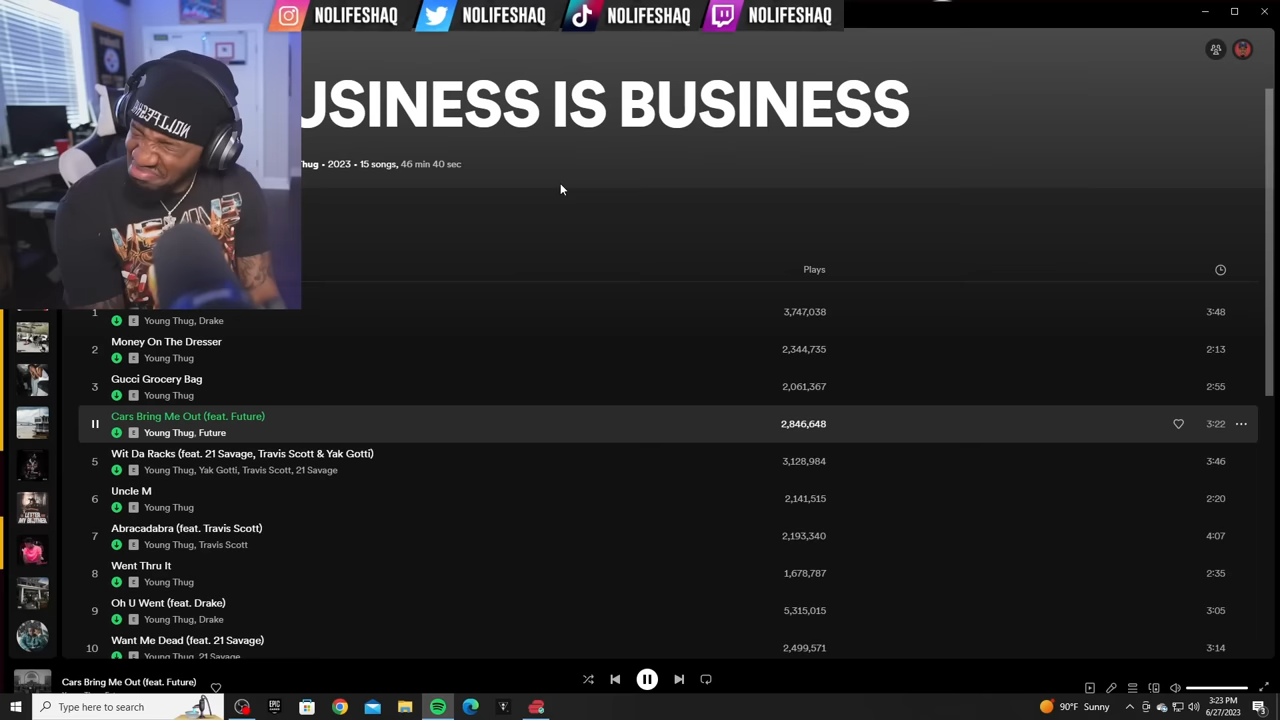 NOLIFESHAQ
NOLIFESHAQ
NOLIFESHAQ
NOLIFESHAQ
NOLIFESHAQ
USINESS IS BUSINESS
hug • 2023 • 15 songs, 46 min 40 sec
Plays
1 Young Thug, Drake 3,747,038 3:48
2 Money On The Dresser 2,344,735 2:13
E Young Thug
3 Gucci Grocery Bag 2,061,367 2:55
E Young Thug
Cars Bring Me Out (feat. Future) 2,846,648 3:22
E Young Thug, Future
5 Wit Da Racks (feat. 21 Savage, Travis Scott & Yak Gotti) 3,128,984 3:46
E Young Thug, Yak Gotti, Travis Scott, 21 Savage
6 Uncle M 2,141,515 2:20
E Young Thug
7 Abracadabra (feat. Travis Scott) 2,193,340 4:07
E Young Thug, Travis Scott
8 Went Thru It 1,678,787 2:35
E Young Thug
9 Oh U Went (feat. Drake) 5,315,015 3:05
E Young Thug, Drake
10 Want Me Dead (feat. 21 Savage) 2,499,571 3:14
E Young Thug, 21 Savage
Cars Bring Me Out (feat. Future)
Type here to search
EPIC GAMES
90°F Sunny
3:23 PM
6/27/2023